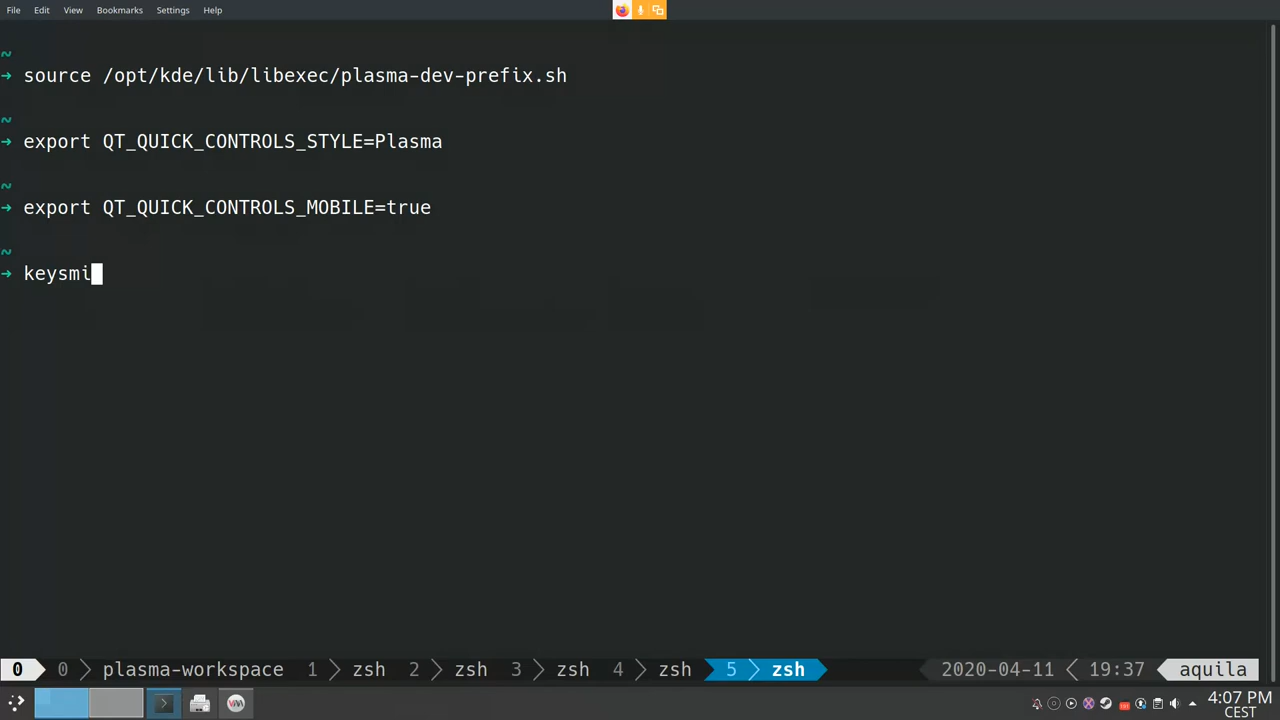 File Edit View Bookmarks Settings Help
~
→ source /opt/kde/lib/libexec/plasma-dev-prefix.sh
~
→ export QT_QUICK_CONTROLS_STYLE=Plasma
~
→ export QT_QUICK_CONTROLS_MOBILE=true
~
→ keysmi
0 0 plasma-workspace 1 zsh 2 zsh 3 zsh 4 zsh 5 zsh 2020-04-11 19:37 aquila
4:07 PM
CEST